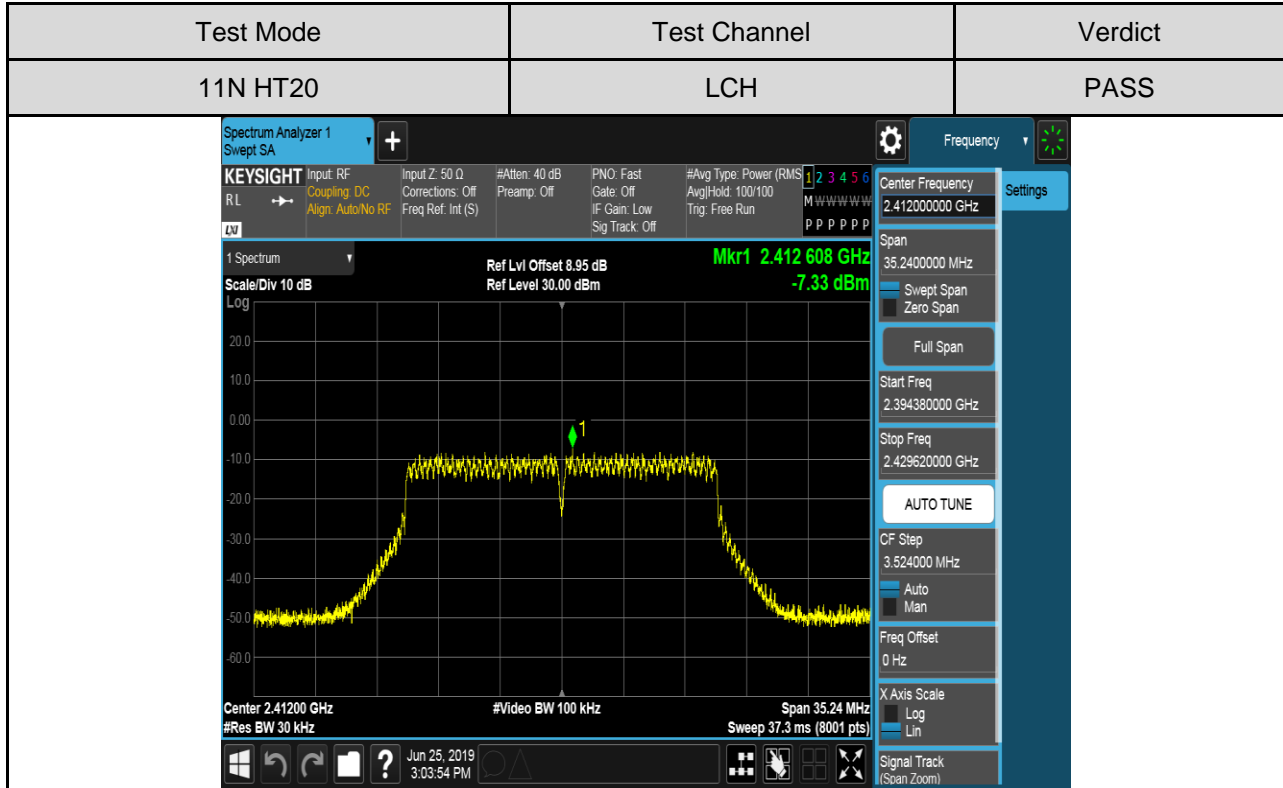 Test Mode
Test Channel
Verdict
11N HT20
LCH
PASS
Spectrum Analyzer 1
Swept SA
+
Frequency
KEYSIGHT
RL
LXI
Input: RF
Coupling: DC
Align: Auto/No RF
Input Z: 50 Ω
Corrections: Off
Freq Ref: Int (S)
#Atten: 40 dB
Preamp: Off
PNO: Fast
Gate: Off
IF Gain: Low
Sig Track: Off
#Avg Type: Power (RMS
Avg|Hold: 100/100
Trig: Free Run
1 2 3 4 5 6
M W W W W W
P P P P P P
1 Spectrum
Scale/Div 10 dB
Log
Ref Lvl Offset 8.95 dB
Ref Level 30.00 dBm
Mkr1 2.412 608 GHz
-7.33 dBm
20.0
10.0
0.00
-10.0
-20.0
-30.0
-40.0
-50.0
-60.0
1
Center 2.41200 GHz
#Res BW 30 kHz
#Video BW 100 kHz
Span 35.24 MHz
Sweep 37.3 ms (8001 pts)
Center Frequency
2.412000000 GHz
Settings
Span
35.2400000 MHz
Swept Span
Zero Span
Full Span
Start Freq
2.394380000 GHz
Stop Freq
2.429620000 GHz
AUTO TUNE
CF Step
3.524000 MHz
Auto
Man
Freq Offset
0 Hz
X Axis Scale
Log
Lin
Signal Track
(Span Zoom)
?
Jun 25, 2019
3:03:54 PM